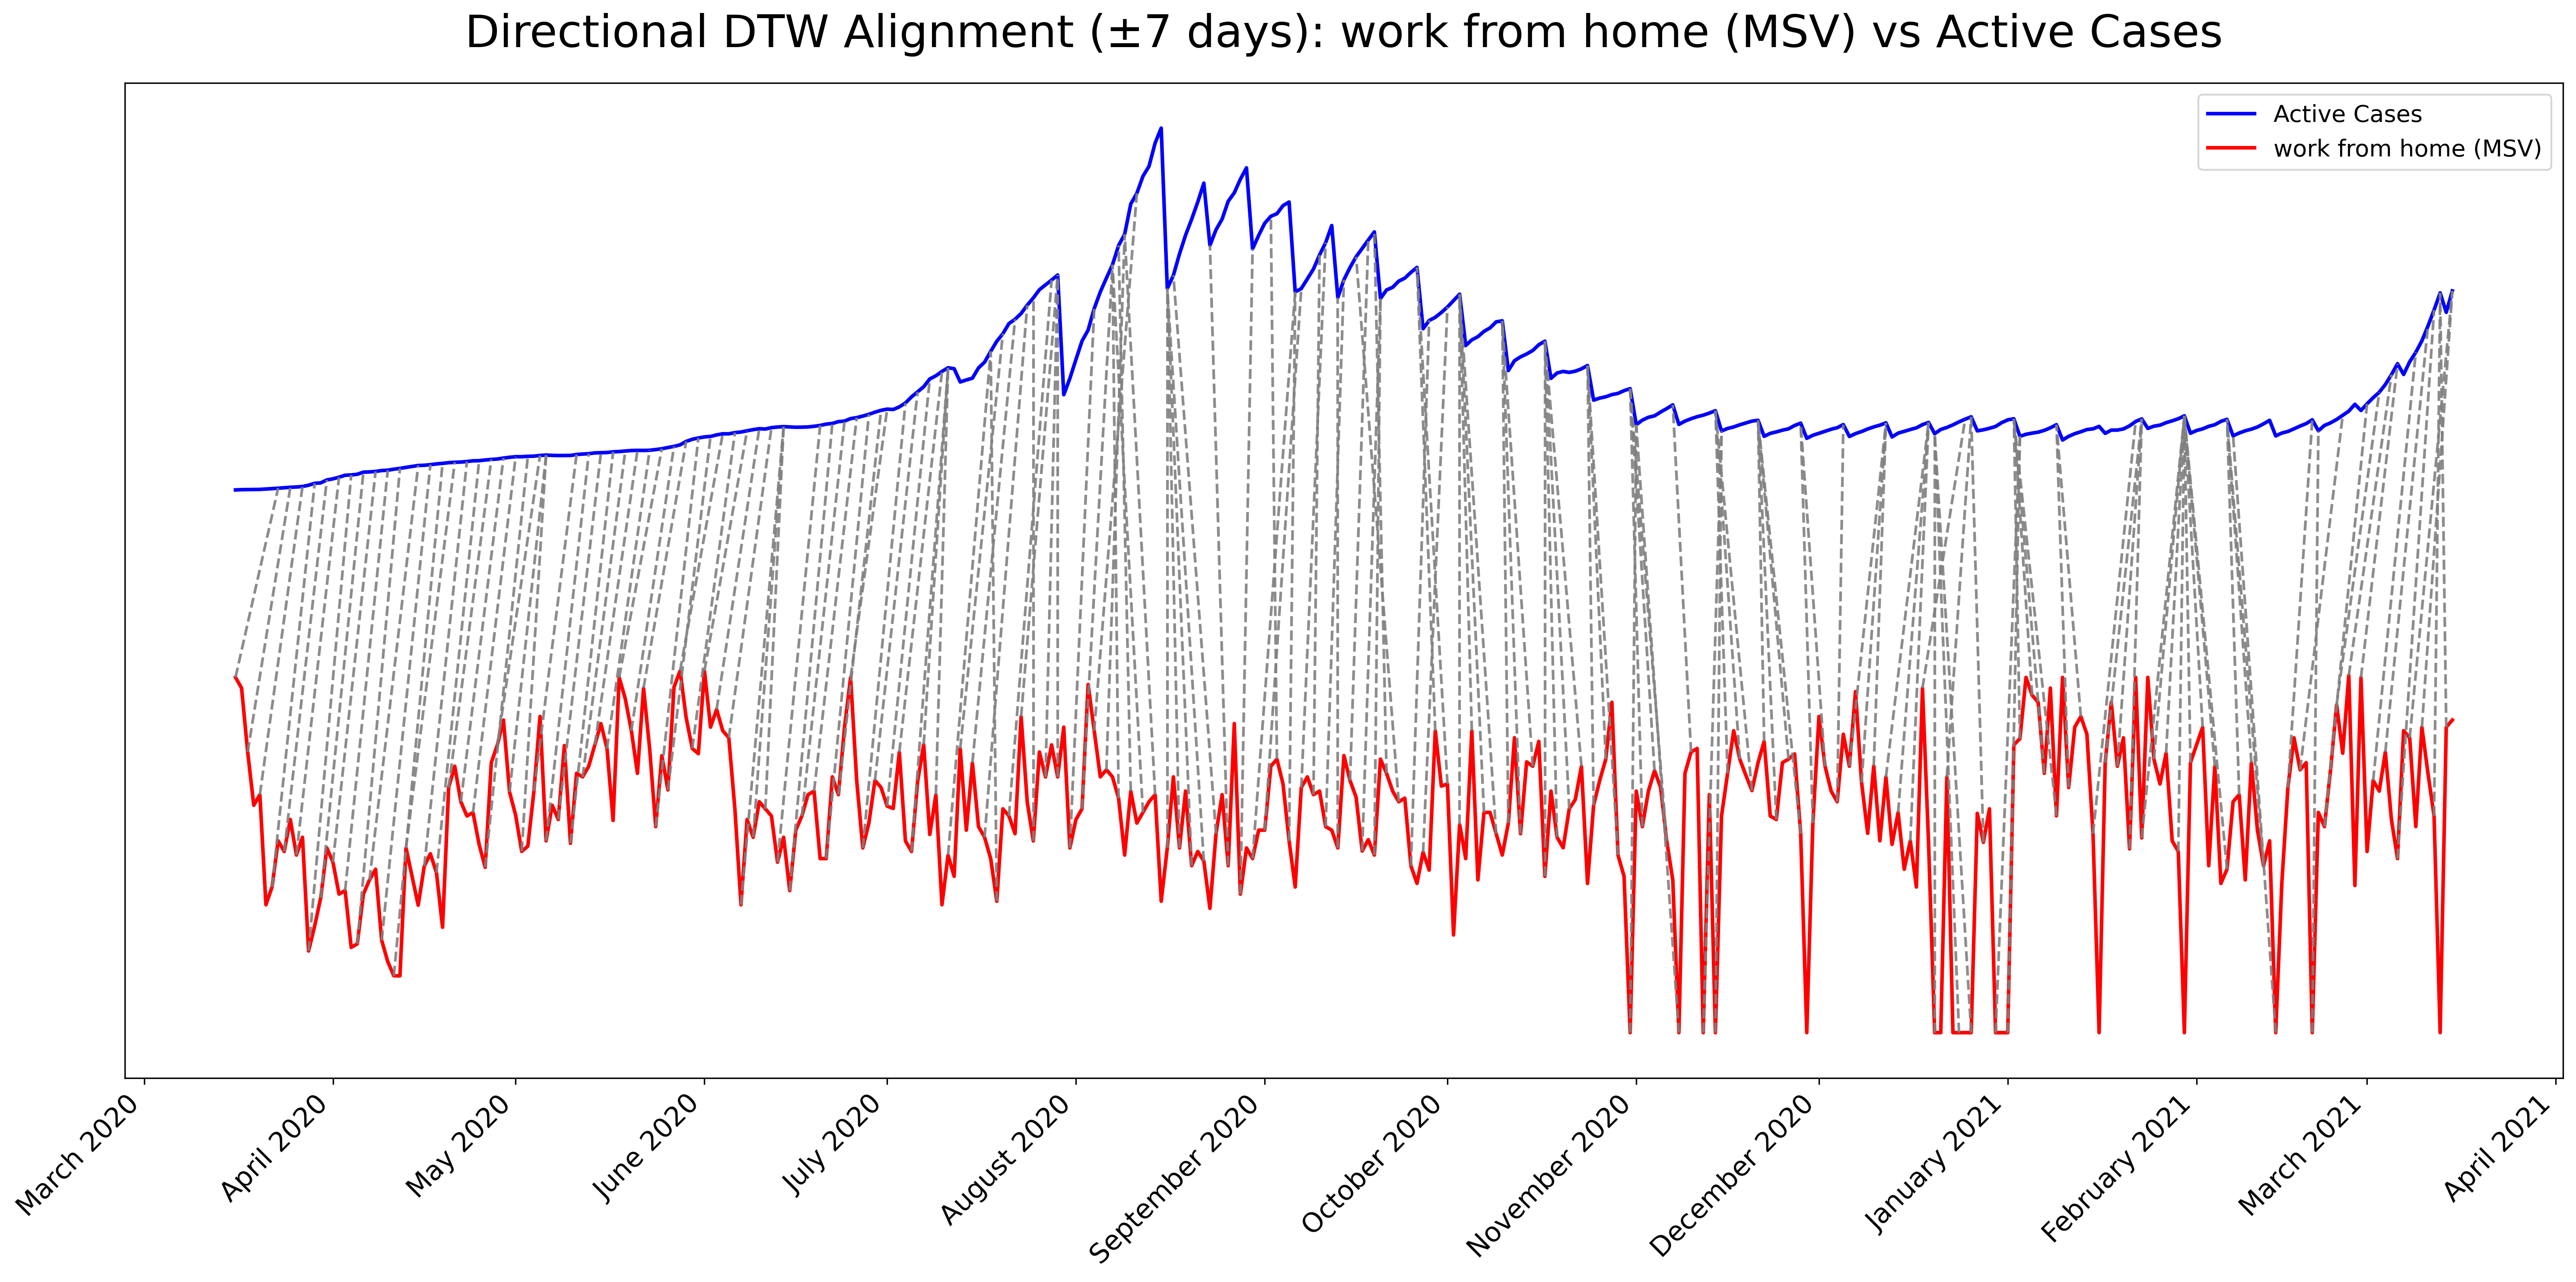 Directional DTW Alignment (±7 days): work from home (MSV) vs Active Cases
Active Cases
work from home (MSV)
March 2020
April 2020
May 2020
June 2020
July 2020
August 2020
September 2020
October 2020
November 2020
December 2020
January 2021
February 2021
March 2021
April 2021